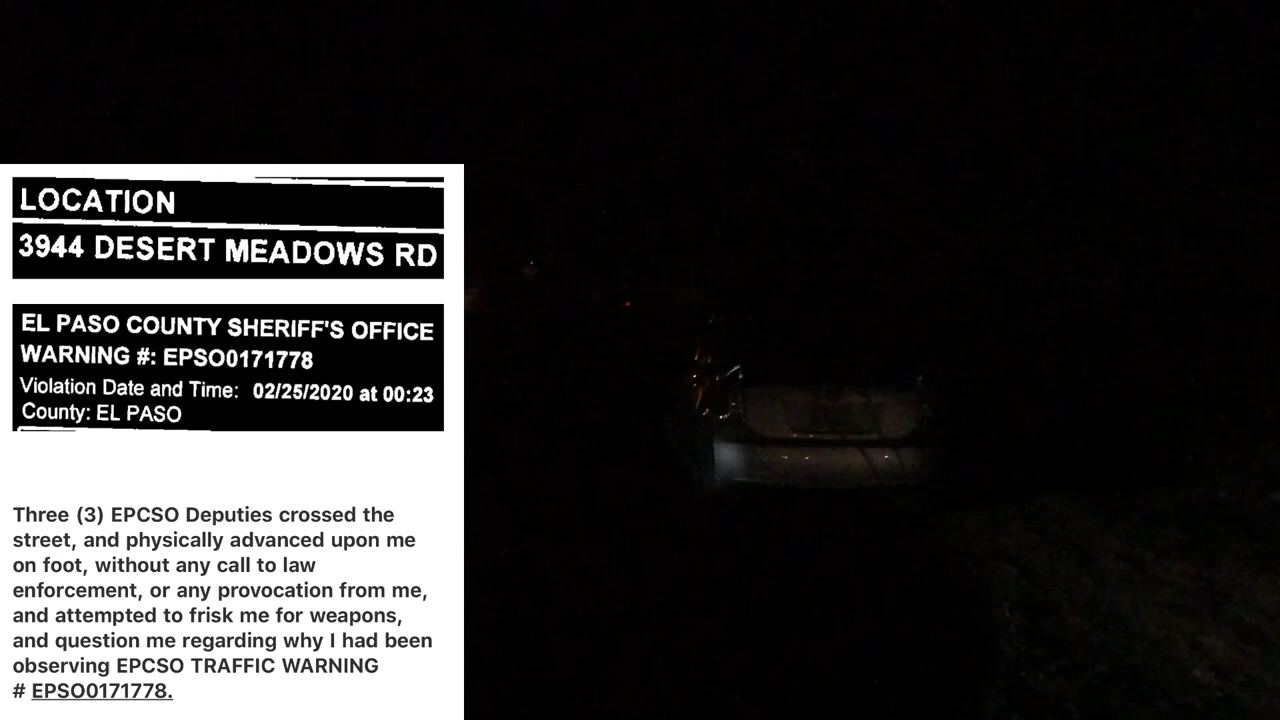 LOCATION
3944 DESERT MEADOWS RD
EL PASO COUNTY SHERIFF'S OFFICE
WARNING #: EPSO0171778
Violation Date and Time: 02/25/2020 at 00:23
County: EL PASO
Three (3) EPCSO Deputies crossed the
street, and physically advanced upon me
on foot, without any call to law
enforcement, or any provocation from me,
and attempted to frisk me for weapons,
and question me regarding why I had been
observing EPCSO TRAFFIC WARNING
# EPSO0171778.